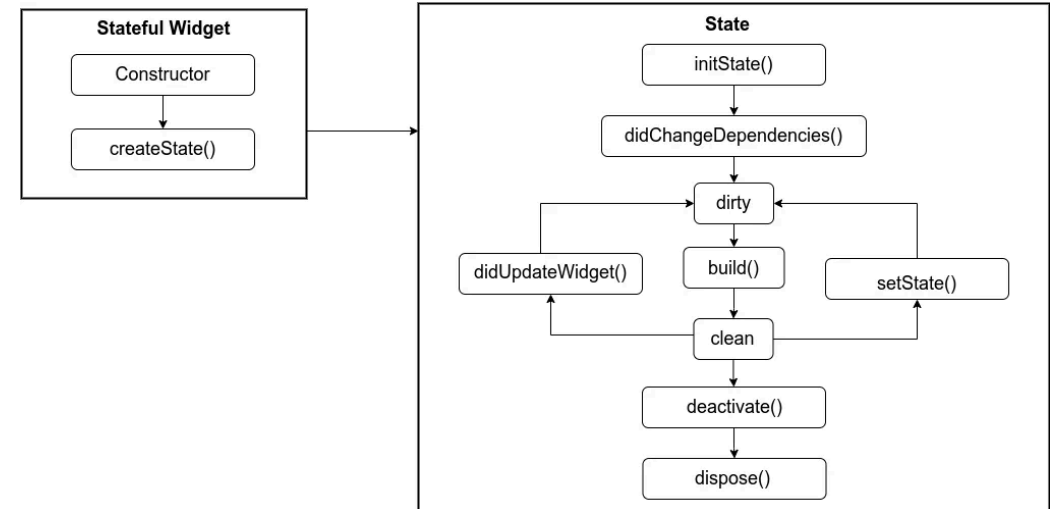 Stateful Widget
Constructor
createState()
State
initState()
didChangeDependencies()
dirty
didUpdateWidget()
build()
setState()
clean
deactivate()
dispose()